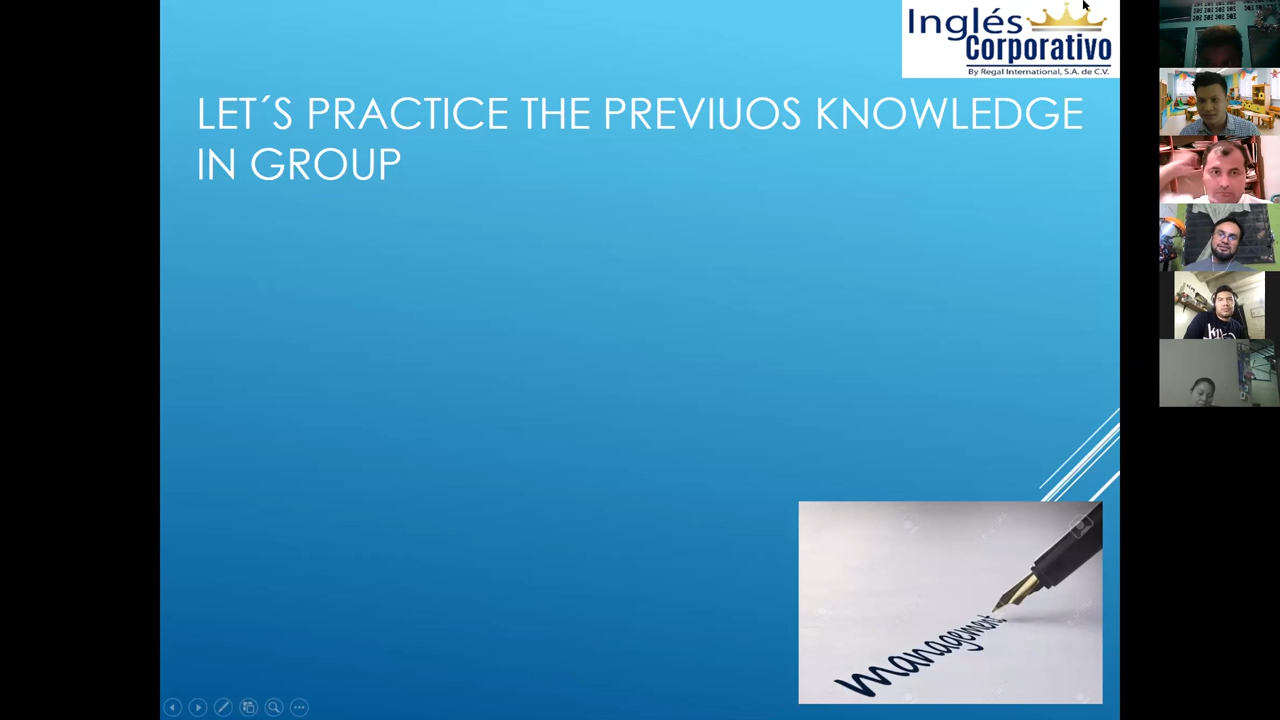 Inglés
Corporativo
By Regal International, S.A. de C.V.
LET´S PRACTICE THE PREVIUOS KNOWLEDGE
IN GROUP
management